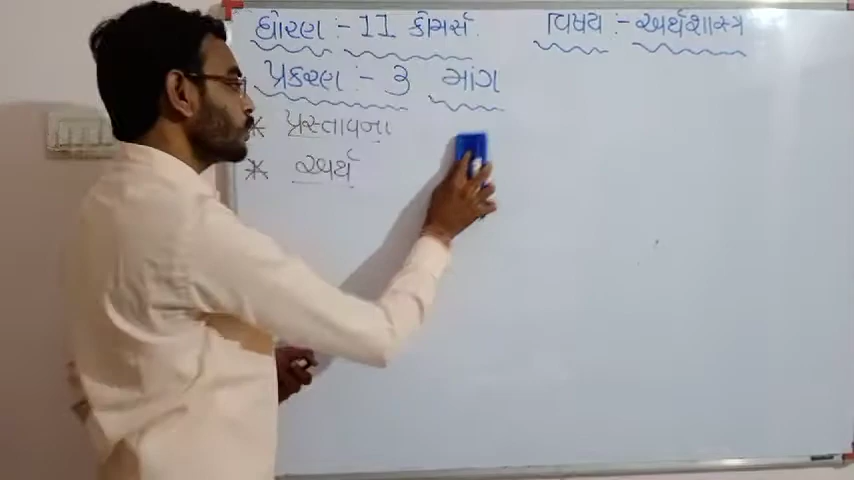 ધોરણ :- 11 કોમર્સ. વિષય :- અર્થશાસ્ત્ર
પ્રકરણ :- 3 માંગ
* પ્રસ્તાવના
* અર્થ